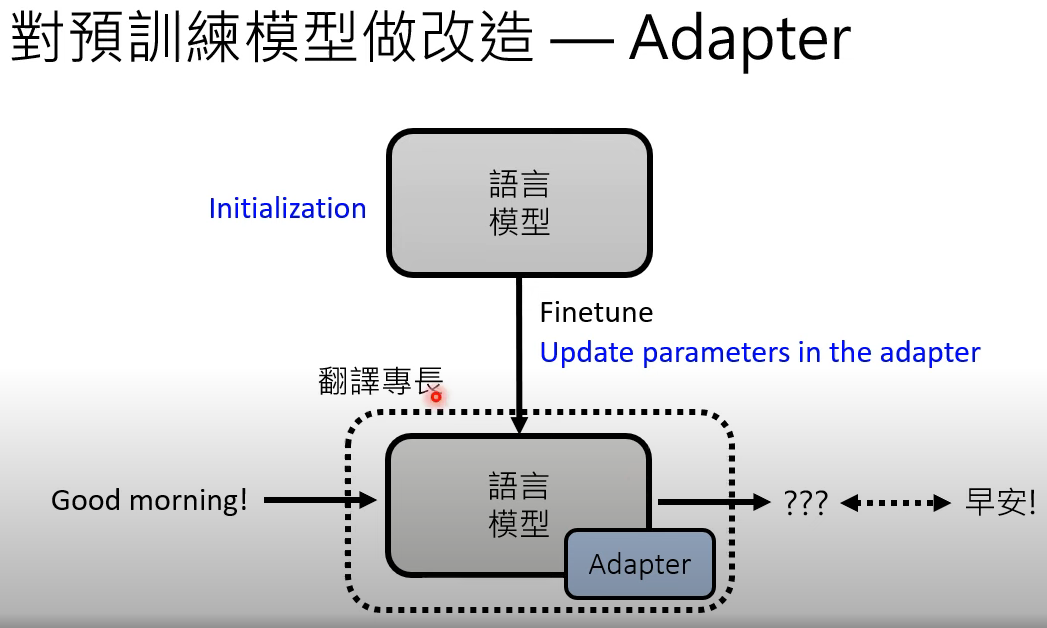 對預訓練模型做改造 — Adapter
語言
模型
Initialization
Finetune
Update parameters in the adapter
翻譯專長
Good morning!
語言
模型
Adapter
???
早安!